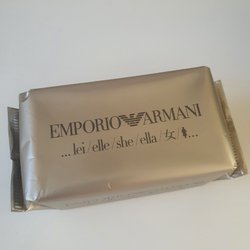 EMPORIO ARMANI
...lei/elle/she/ella/女/...